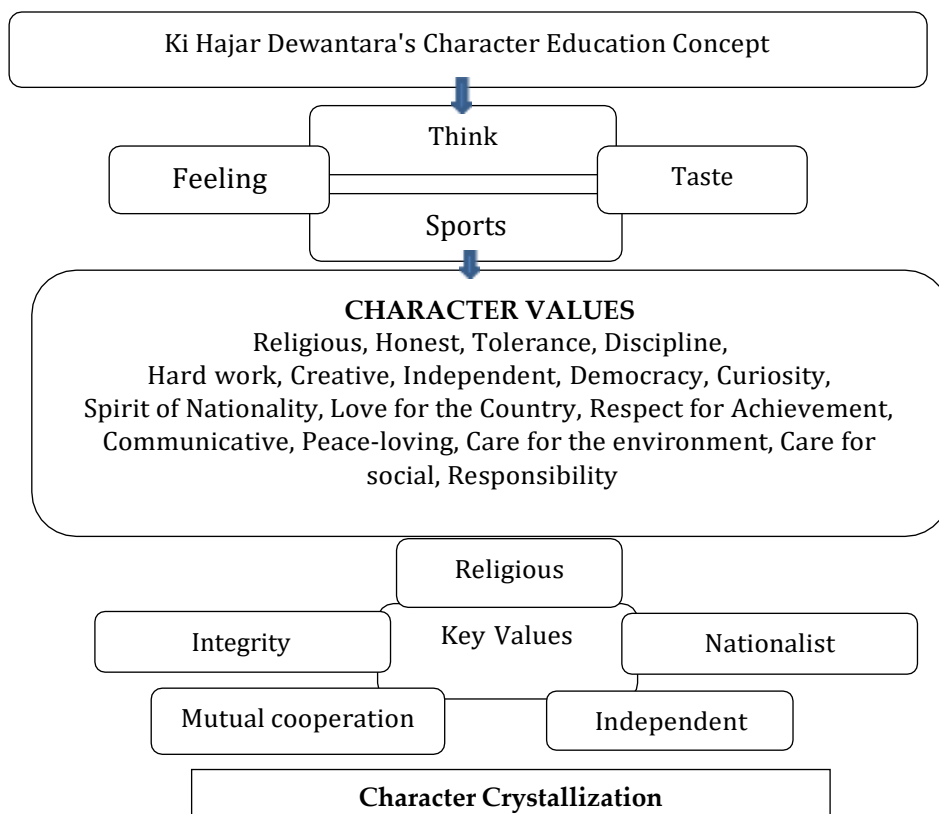 Ki Hajar Dewantara's Character Education Concept
Think
Feeling
Taste
Sports
CHARACTER VALUES
Religious, Honest, Tolerance, Discipline,
Hard work, Creative, Independent, Democracy, Curiosity,
Spirit of Nationality, Love for the Country, Respect for Achievement,
Communicative, Peace-loving, Care for the environment, Care for
social, Responsibility
Religious
Integrity
Key Values
Nationalist
Mutual cooperation
Independent
Character Crystallization